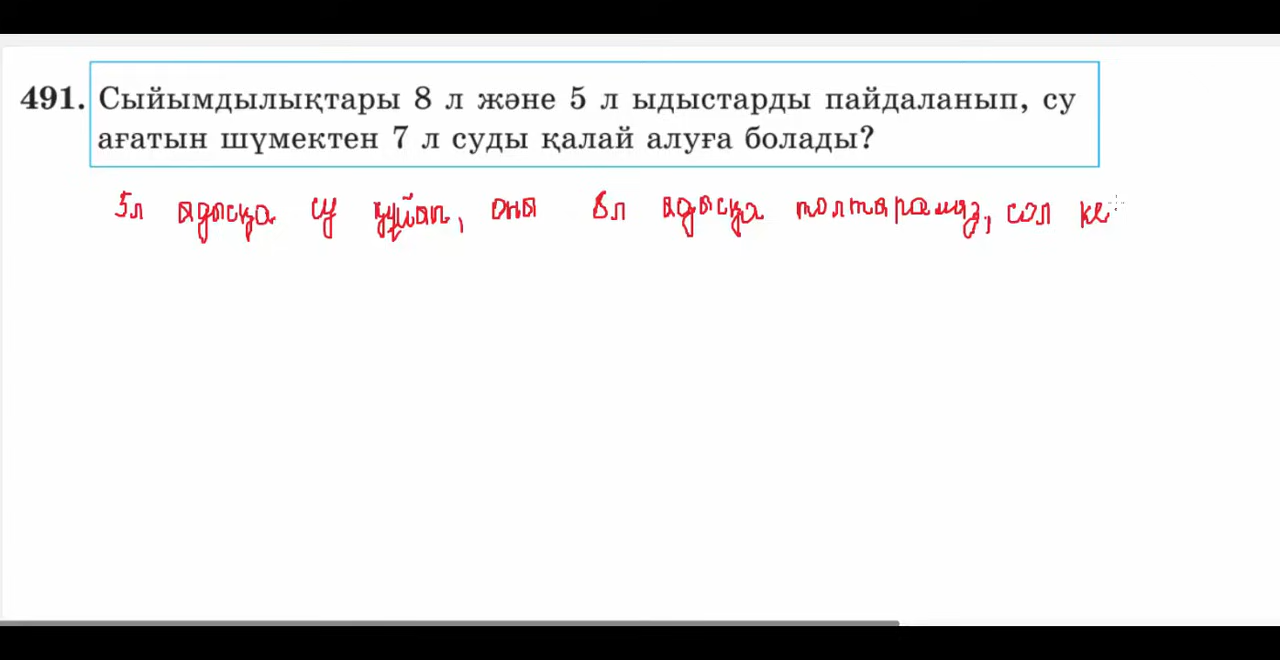 491. Сыйымдылықтары 8 л және 5 л ыдыстарды пайдаланып, су
ағатын шүмектен 7 л суды қалай алуға болады?
5л ыдысқа су құйып, оны 8л ыдысқа толтырамыз, сол ке